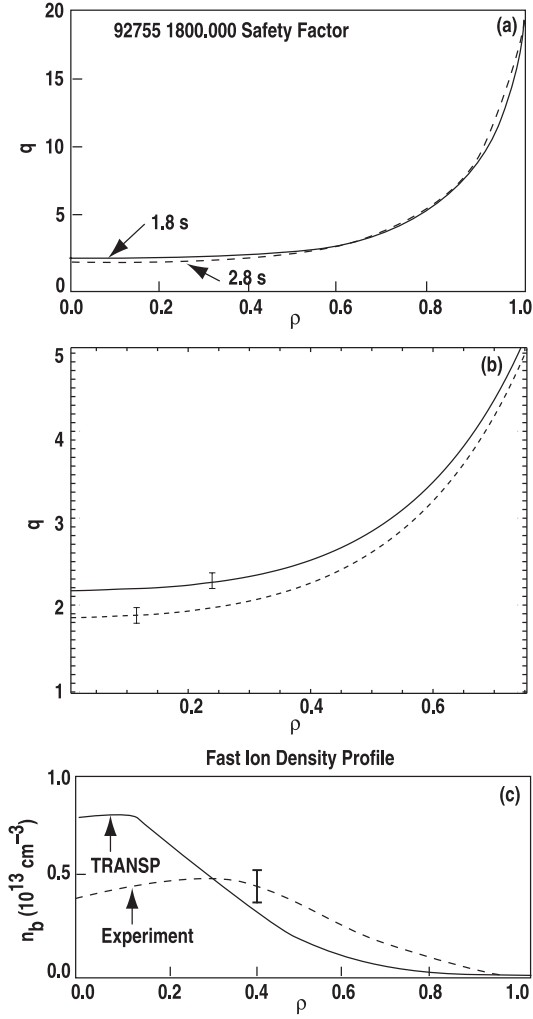 92755 1800.000 Safety Factor
(a)
20
15
10
5
0
q
1.8 s
2.8 s
0.0 0.2 0.4 0.6 0.8 1.0
ρ
(b)
5
4
3
2
1
q
0.2 0.4 0.6
ρ
Fast Ion Density Profile
(c)
1.0
0.5
0.0
n_b (10^13 cm^−3)
TRANSP
Experiment
0.0 0.2 0.4 0.6 0.8 1.0
ρ